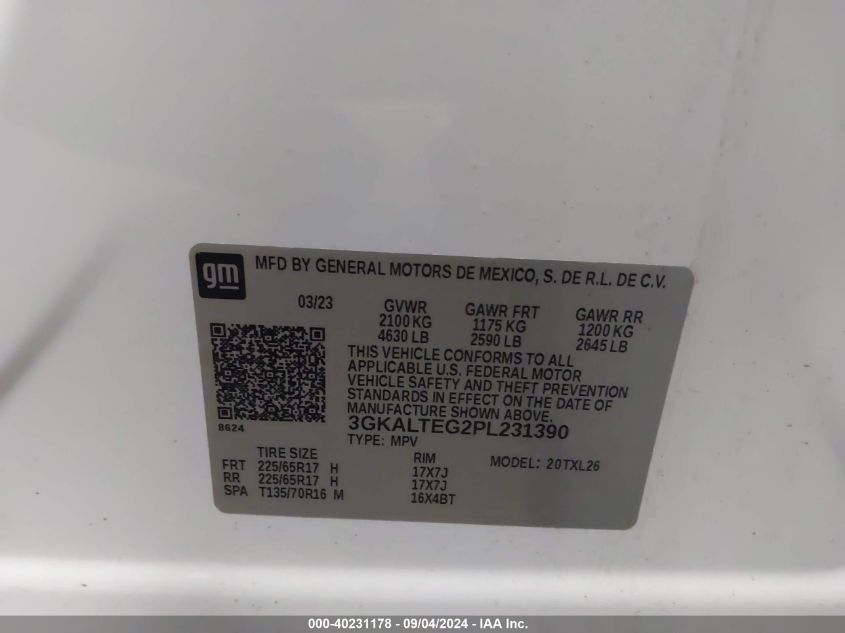 gm MFD BY GENERAL MOTORS DE MEXICO, S. DE R.L. DE C.V.
03/23 GVWR GAWR FRT GAWR RR
2100 KG 1175 KG 1200 KG
4630 LB 2590 LB 2645 LB
THIS VEHICLE CONFORMS TO ALL
APPLICABLE U.S. FEDERAL MOTOR
VEHICLE SAFETY AND THEFT PREVENTION
STANDARDS IN EFFECT ON THE DATE OF
MANUFACTURE SHOWN ABOVE.
8624 3GKALTEG2PL231390
TYPE: MPV
TIRE SIZE RIM MODEL: 20TXL26
FRT 225/65R17 H 17X7J
RR 225/65R17 H 17X7J
SPA T135/70R16 M 16X4BT
000-40231178 - 09/04/2024 - IAA Inc.